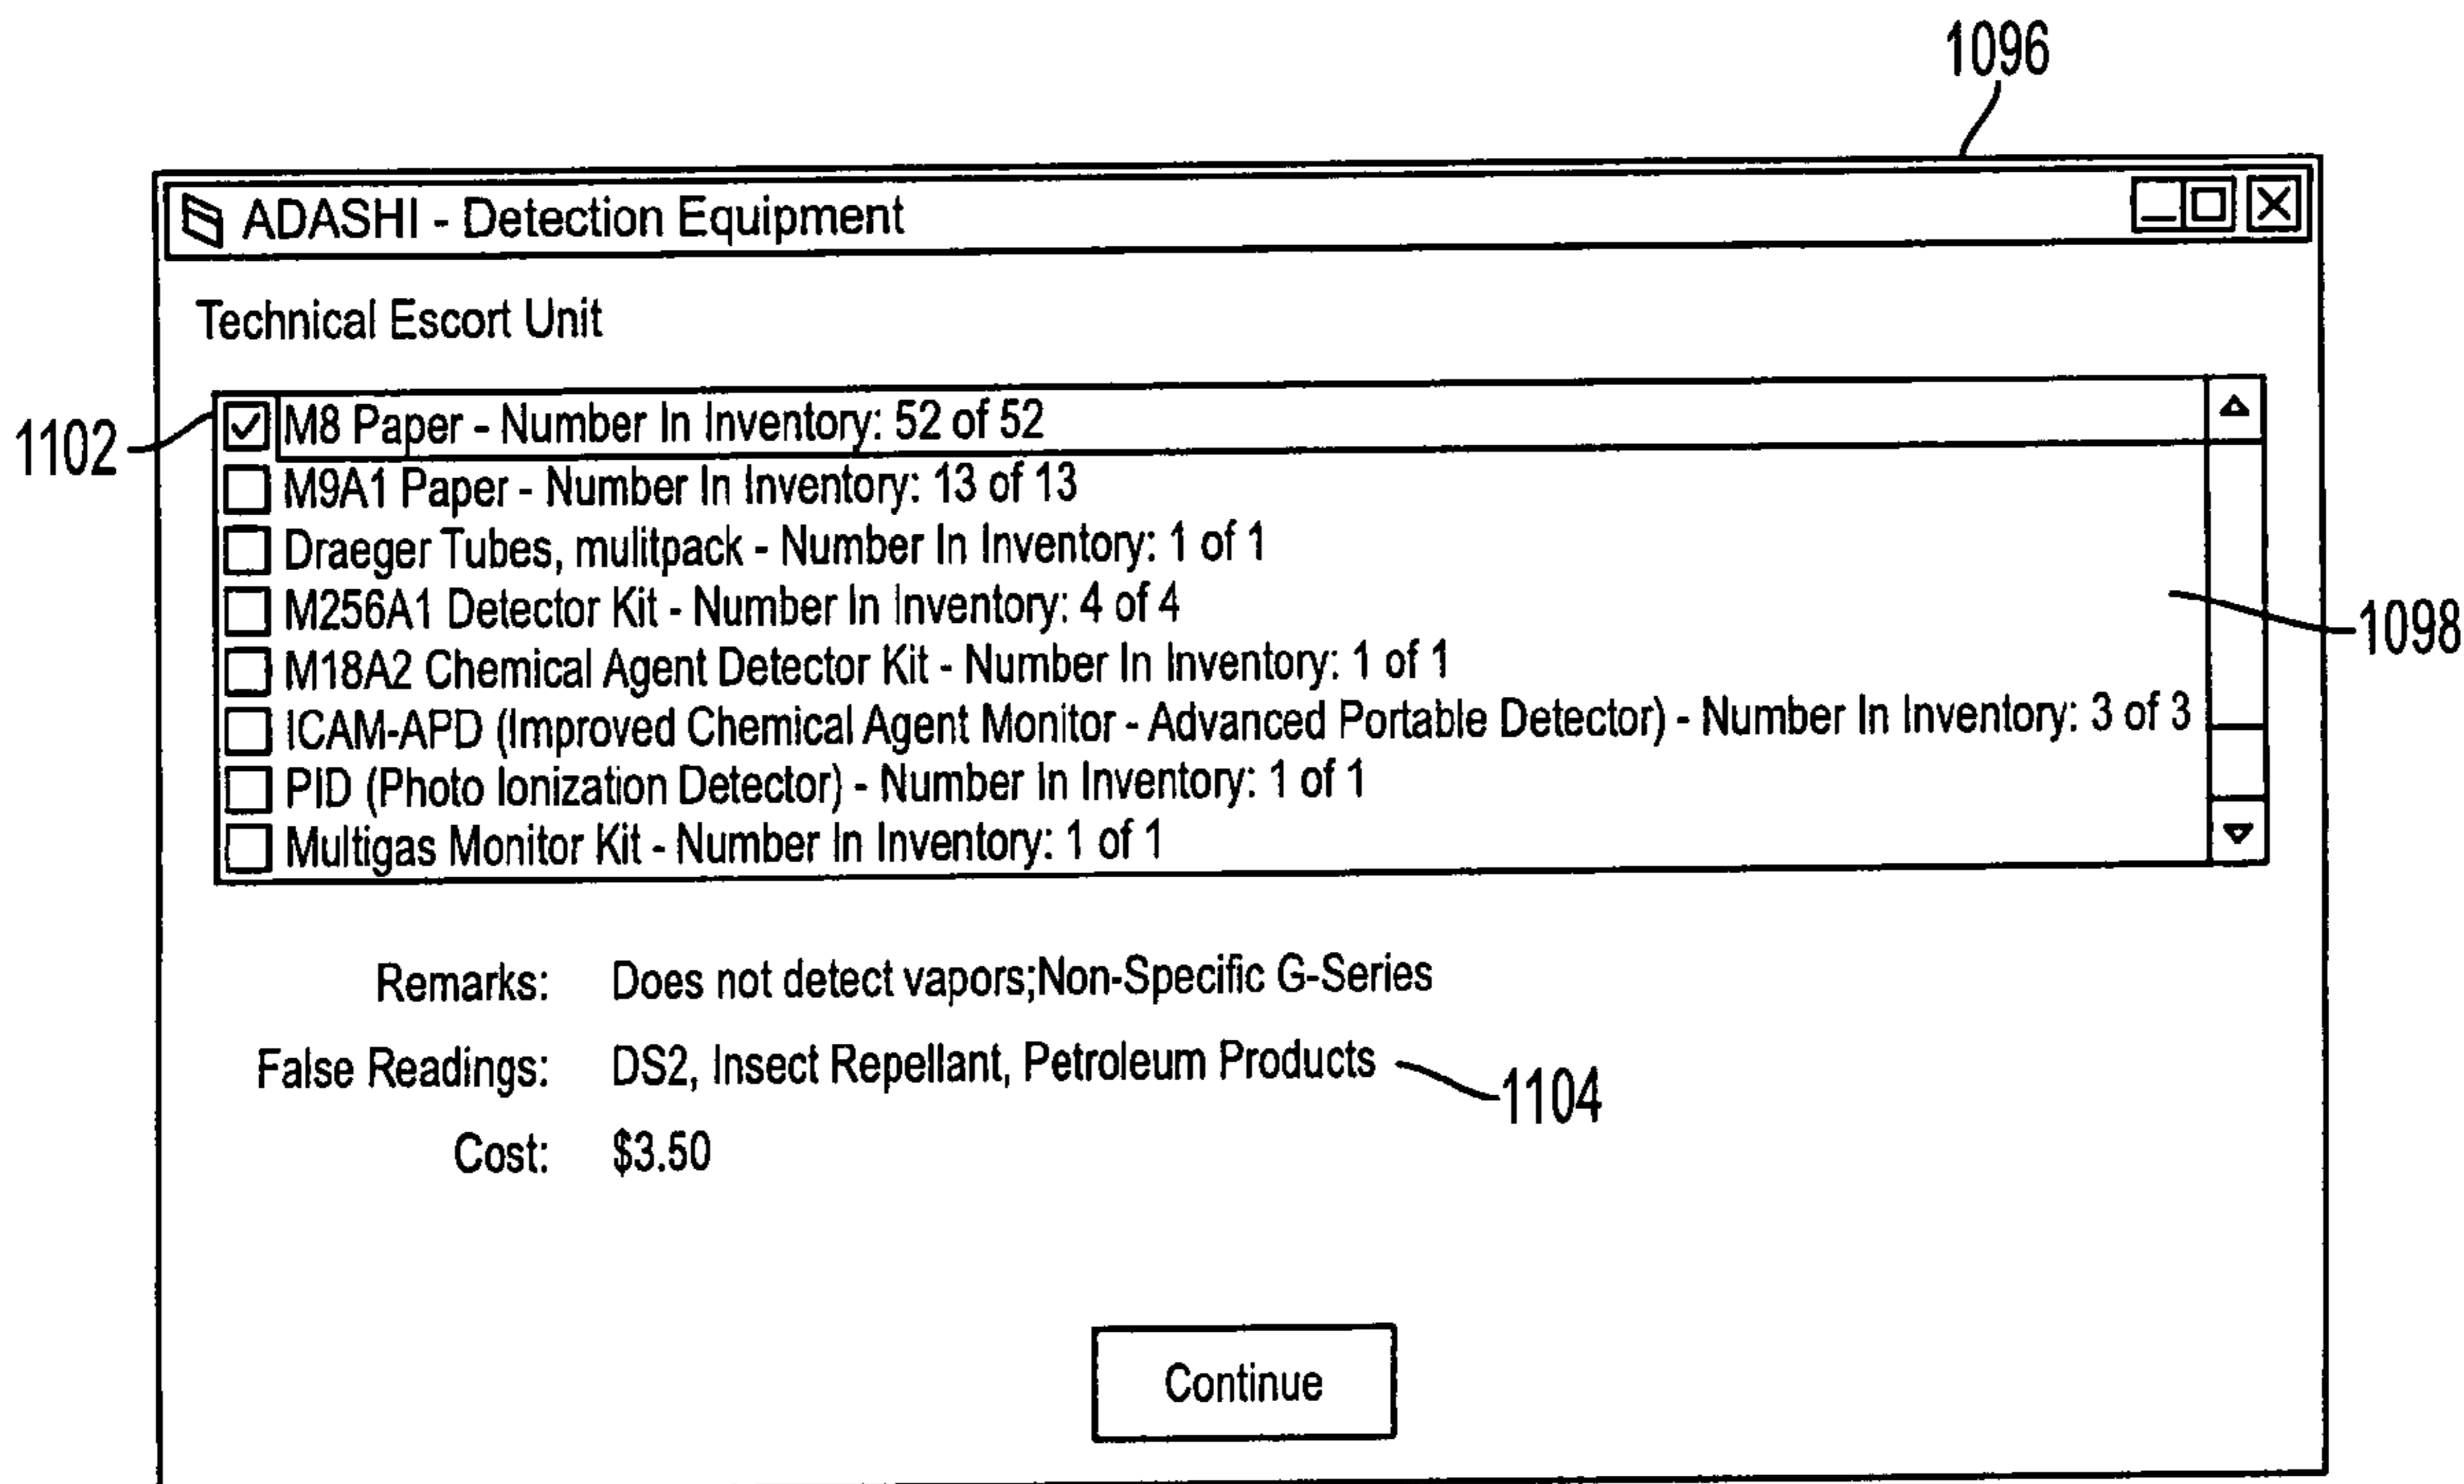 1096
ADASHI - Detection Equipment
Technical Escort Unit
1102
M8 Paper - Number In Inventory: 52 of 52
M9A1 Paper - Number In Inventory: 13 of 13
Draeger Tubes, mulitpack - Number In Inventory: 1 of 1
M256A1 Detector Kit - Number In Inventory: 4 of 4
1098
M18A2 Chemical Agent Detector Kit - Number In Inventory: 1 of 1
ICAM-APD (Improved Chemical Agent Monitor - Advanced Portable Detector) - Number In Inventory: 3 of 3
PID (Photo Ionization Detector) - Number In Inventory: 1 of 1
Multigas Monitor Kit - Number In Inventory: 1 of 1
Remarks: Does not detect vapors;Non-Specific G-Series
False Readings: DS2, Insect Repellant, Petroleum Products
1104
Cost: $3.50
Continue